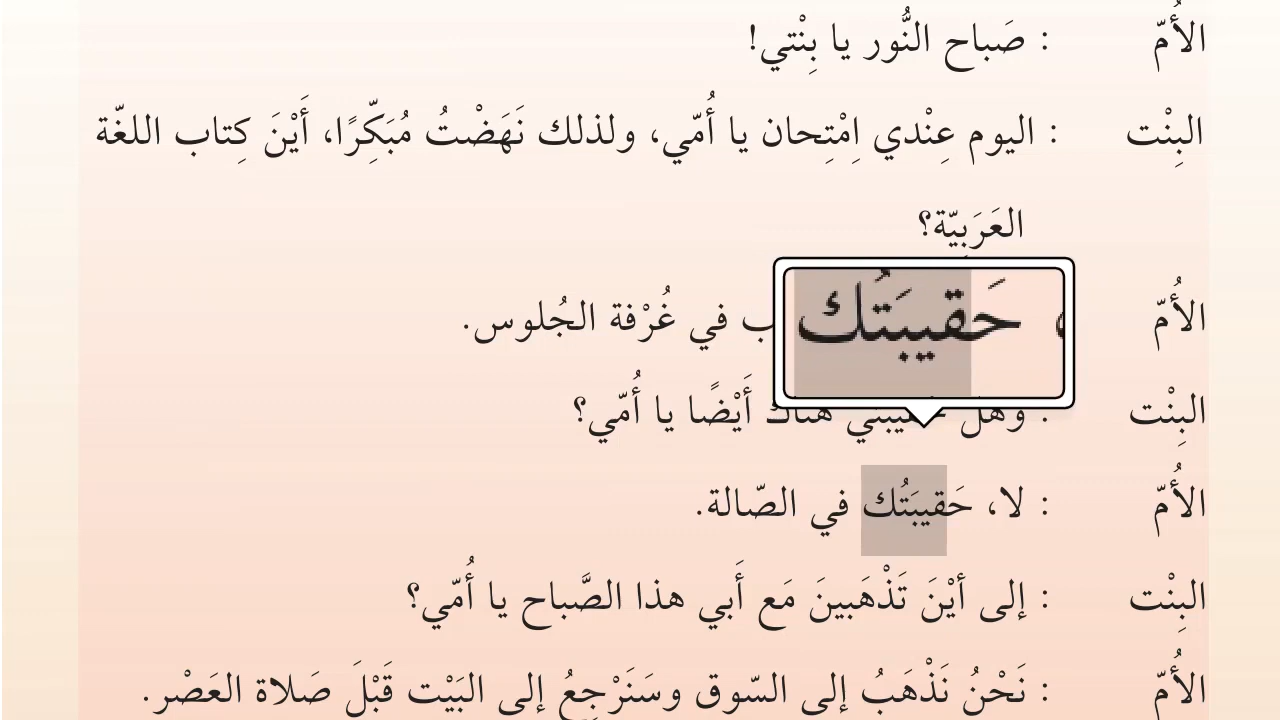 الأُمّ : صَباح النُّور يا بِنْتي!
البِنْت : اليوم عِنْدي اِمْتِحان يا أُمّي، ولذلك نَهَضْتُ مُبَكِّرًا، أَيْنَ كِتاب اللغّة
العَرَبِيّة؟
حَقيبَتُك
الأُمّ في غُرْفة الجُلوس.
البِنْت : وهل هناك أَيْضًا يا أُمّي؟
الأُمّ : لا، حَقيبَتُك في الصّالة.
البِنْت : إلى أيْنَ تَذْهَبينَ مَع أَبي هذا الصَّباح يا أُمّي؟
الأُمّ : نَحْنُ نَذْهَبُ إلى السّوق وسَنَرْجِعُ إلى البَيْت قَبْلَ صَلاة العَصْر.